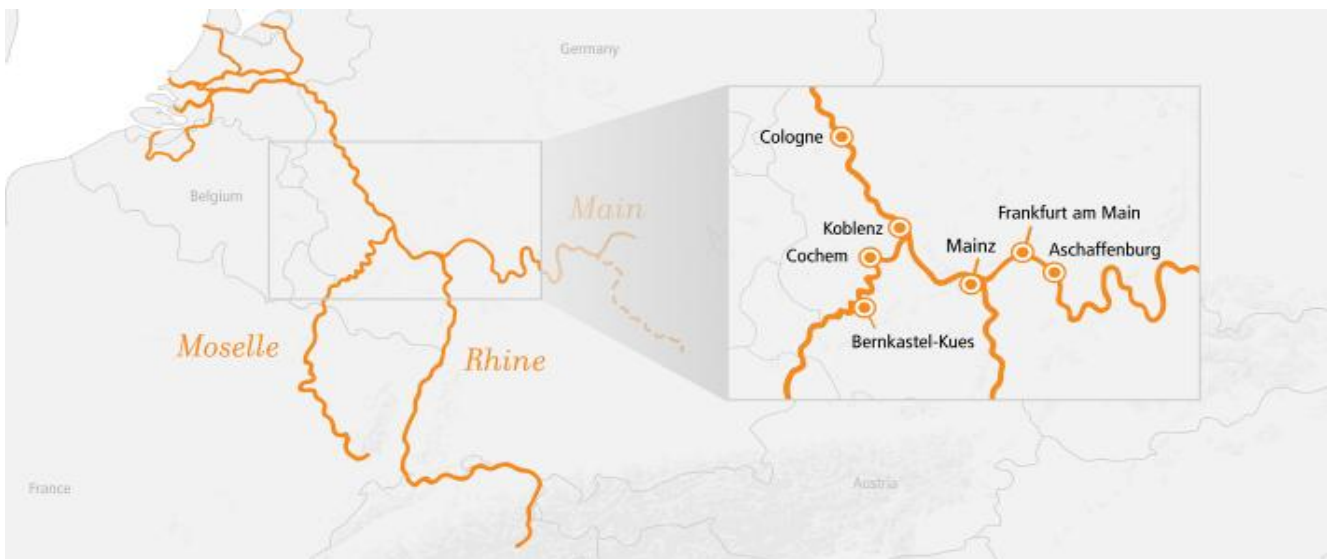 Germany
Belgium
Main
Moselle
Rhine
France
Austria
Cologne
Koblenz
Cochem
Mainz
Frankfurt am Main
Aschaffenburg
Bernkastel-Kues